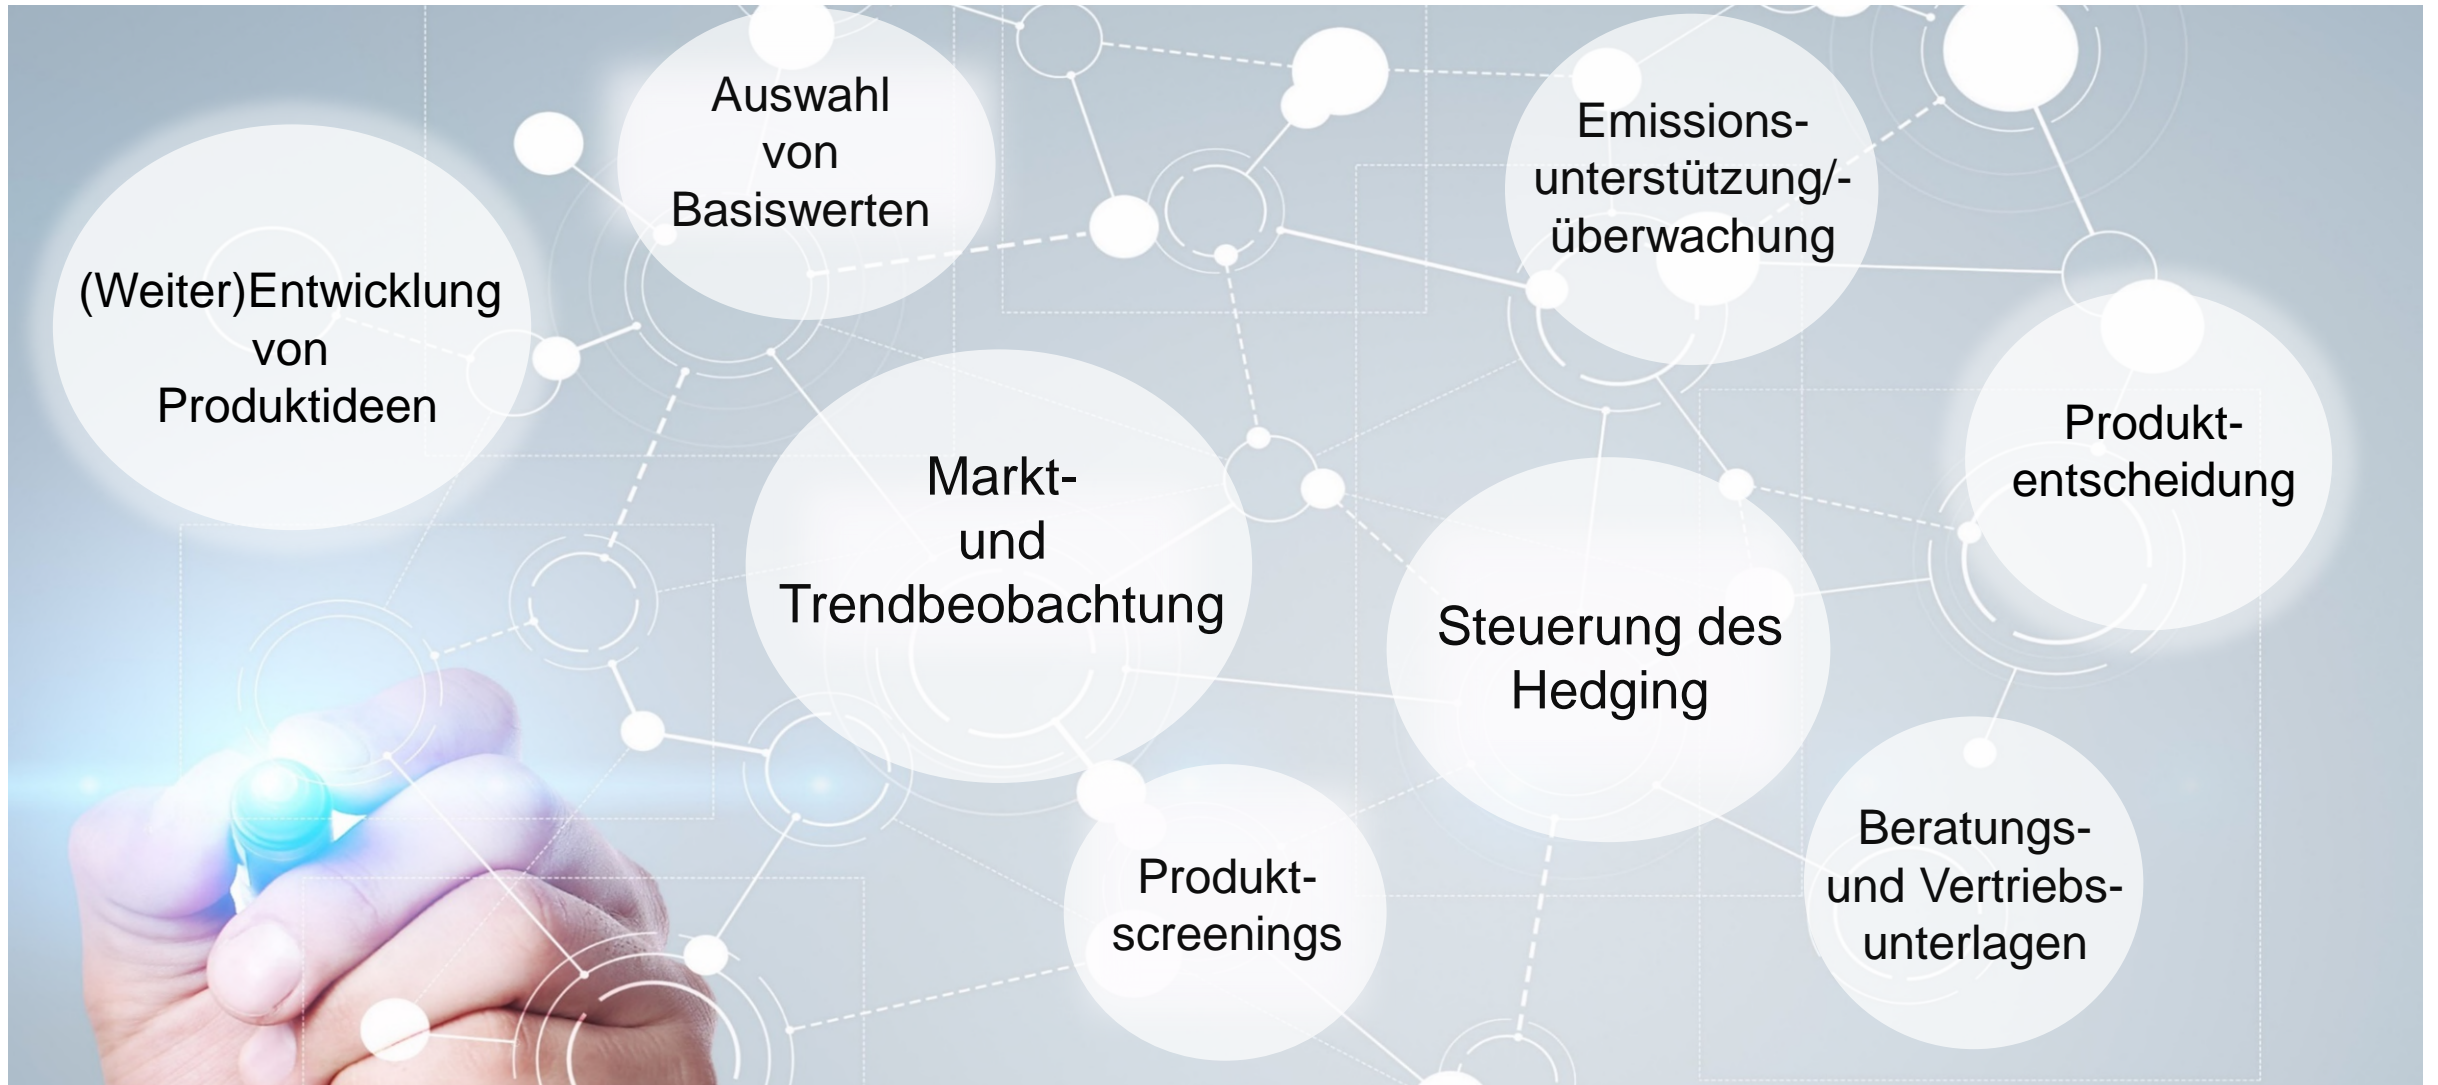 (Weiter)Entwicklung
von
Produktideen
Auswahl
von
Basiswerten
Markt-
und
Trendbeobachtung
Produkt-
screenings
Emissions-
unterstützung/-
überwachung
Steuerung des
Hedging
Produkt-
entscheidung
Beratungs-
und Vertriebs-
unterlagen